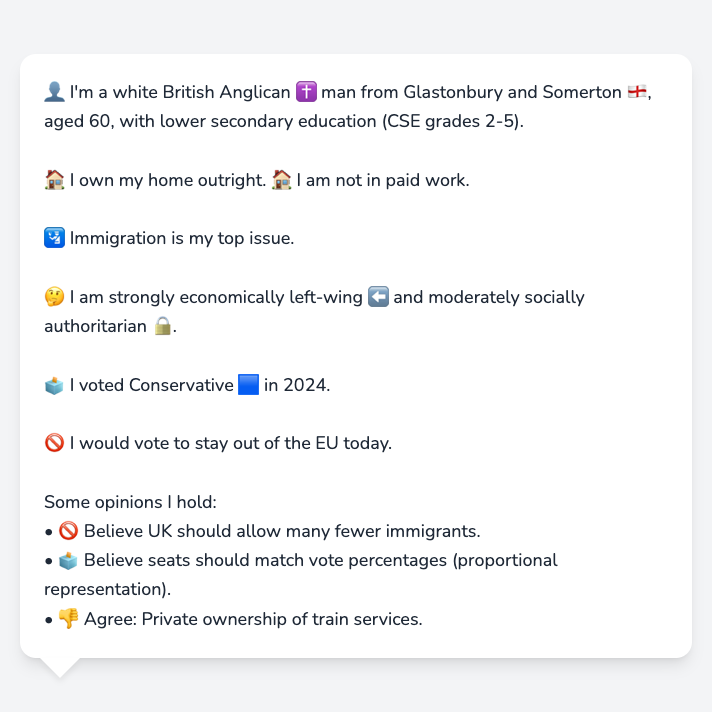 👤 I'm a white British Anglican ✝️ man from Glastonbury and Somerton 🏴󠁧󠁢󠁥󠁮󠁧󠁿,
aged 60, with lower secondary education (CSE grades 2-5).
🏠 I own my home outright. 🏠 I am not in paid work.
🛂 Immigration is my top issue.
🤔 I am strongly economically left-wing ⬅️ and moderately socially
authoritarian 🔒.
🗳️ I voted Conservative 🟦 in 2024.
🚫 I would vote to stay out of the EU today.
Some opinions I hold:
• 🚫 Believe UK should allow many fewer immigrants.
• 🗳️ Believe seats should match vote percentages (proportional
representation).
• 👎 Agree: Private ownership of train services.